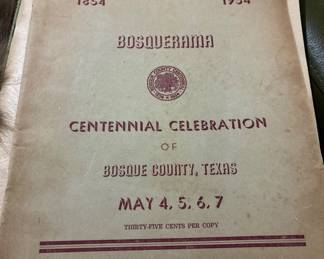 1854 1954
BOSQUERAMA
CENTENNIAL CELEBRATION
OF
BOSQUE COUNTY, TEXAS
MAY 4, 5, 6, 7
THIRTY-FIVE CENTS PER COPY